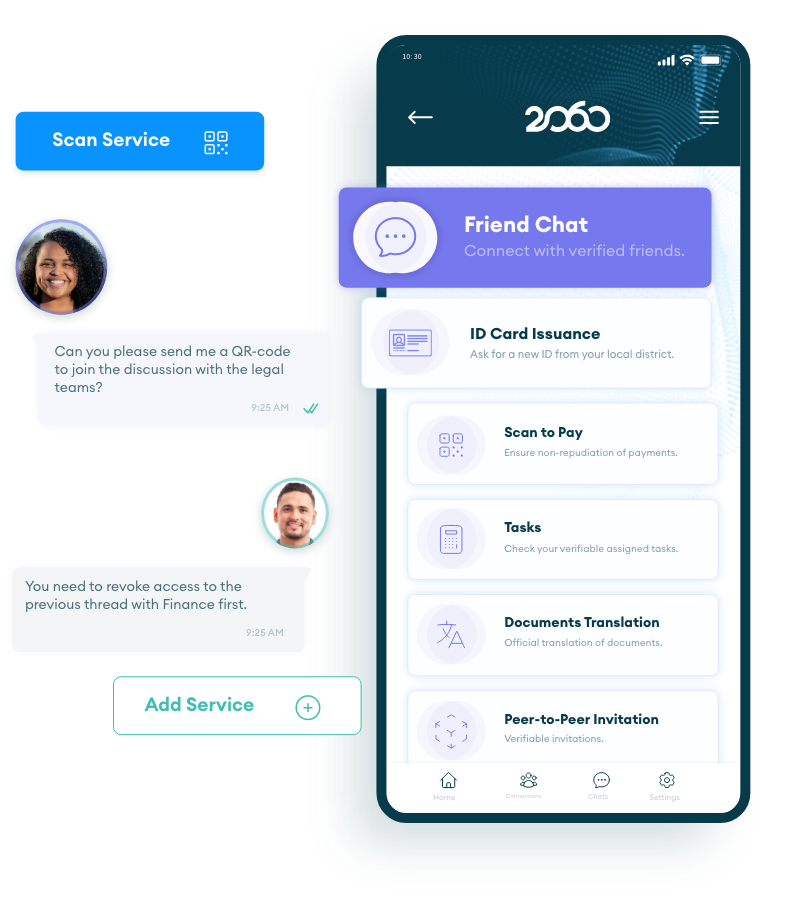 Scan Service
Can you please send me a QR-code
to join the discussion with the legal
teams?
9:25 AM
You need to revoke access to the
previous thread with Finance first.
9:25 AM
Add Service
10:30
2060
Friend Chat
Connect with verified friends.
ID Card Issuance
Ask for a new ID from your local district.
Scan to Pay
Ensure non-repudiation of payments.
Tasks
Check your verifiable assigned tasks.
Documents Translation
Official translation of documents.
Peer-to-Peer Invitation
Verifiable invitations.
Home
Connections
Chats
Settings